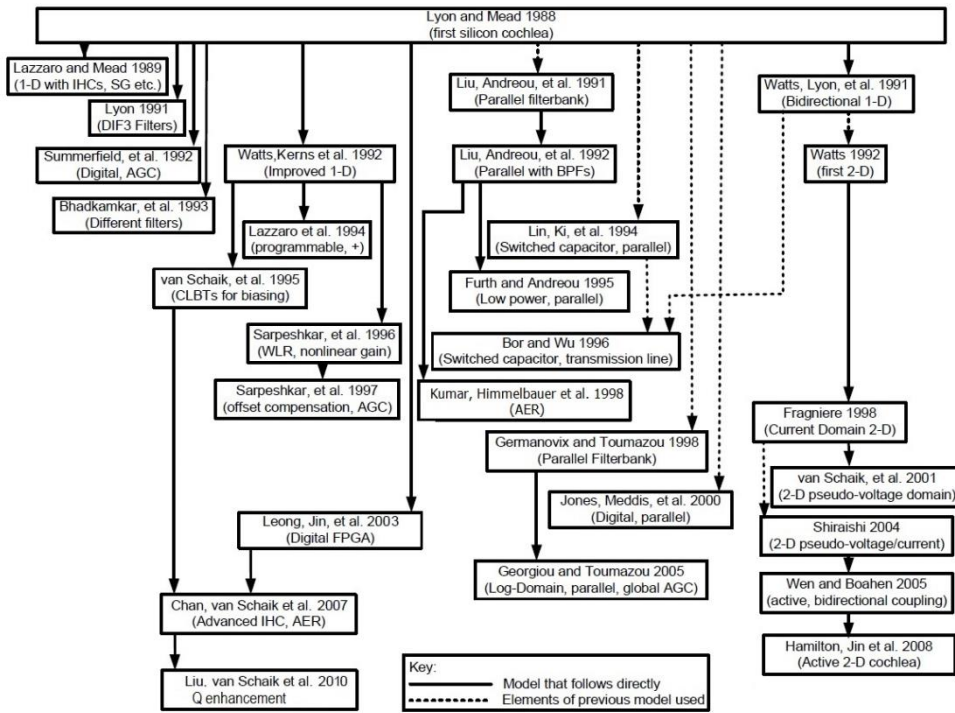 Lyon and Mead 1988
(first silicon cochlea)
Lazzaro and Mead 1989
(1-D with IHCs, SG etc.)
Lyon 1991
(DIF3 Filters)
Summerfield, et al. 1992
(Digital, AGC)
Bhadkamkar, et al. 1993
(Different filters)
Watts,Kerns et al. 1992
(Improved 1-D)
Lazzaro et al. 1994
(programmable, +)
van Schaik, et al. 1995
(CLBTs for biasing)
Sarpeshkar, et al. 1996
(WLR, nonlinear gain)
Sarpeshkar, et al. 1997
(offset compensation, AGC)
Leong, Jin, et al. 2003
(Digital FPGA)
Chan, van Schaik et al. 2007
(Advanced IHC, AER)
Liu, van Schaik et al. 2010
Q enhancement
Liu, Andreou, et al. 1991
(Parallel filterbank)
Liu, Andreou, et al. 1992
(Parallel with BPFs)
Lin, Ki, et al. 1994
(Switched capacitor, parallel)
Furth and Andreou 1995
(Low power, parallel)
Bor and Wu 1996
(Switched capacitor, transmission line)
Kumar, Himmelbauer et al. 1998
(AER)
Germanovix and Toumazou 1998
(Parallel Filterbank)
Jones, Meddis, et al. 2000
(Digital, parallel)
Georgiou and Toumazou 2005
(Log-Domain, parallel, global AGC)
Watts, Lyon, et al. 1991
(Bidirectional 1-D)
Watts 1992
(first 2-D)
Fragniere 1998
(Current Domain 2-D)
van Schaik, et al. 2001
(2-D pseudo-voltage domain)
Shiraishi 2004
(2-D pseudo-voltage/current)
Wen and Boahen 2005
(active, bidirectional coupling)
Hamilton, Jin et al. 2008
(Active 2-D cochlea)
Key:
Model that follows directly
Elements of previous model used